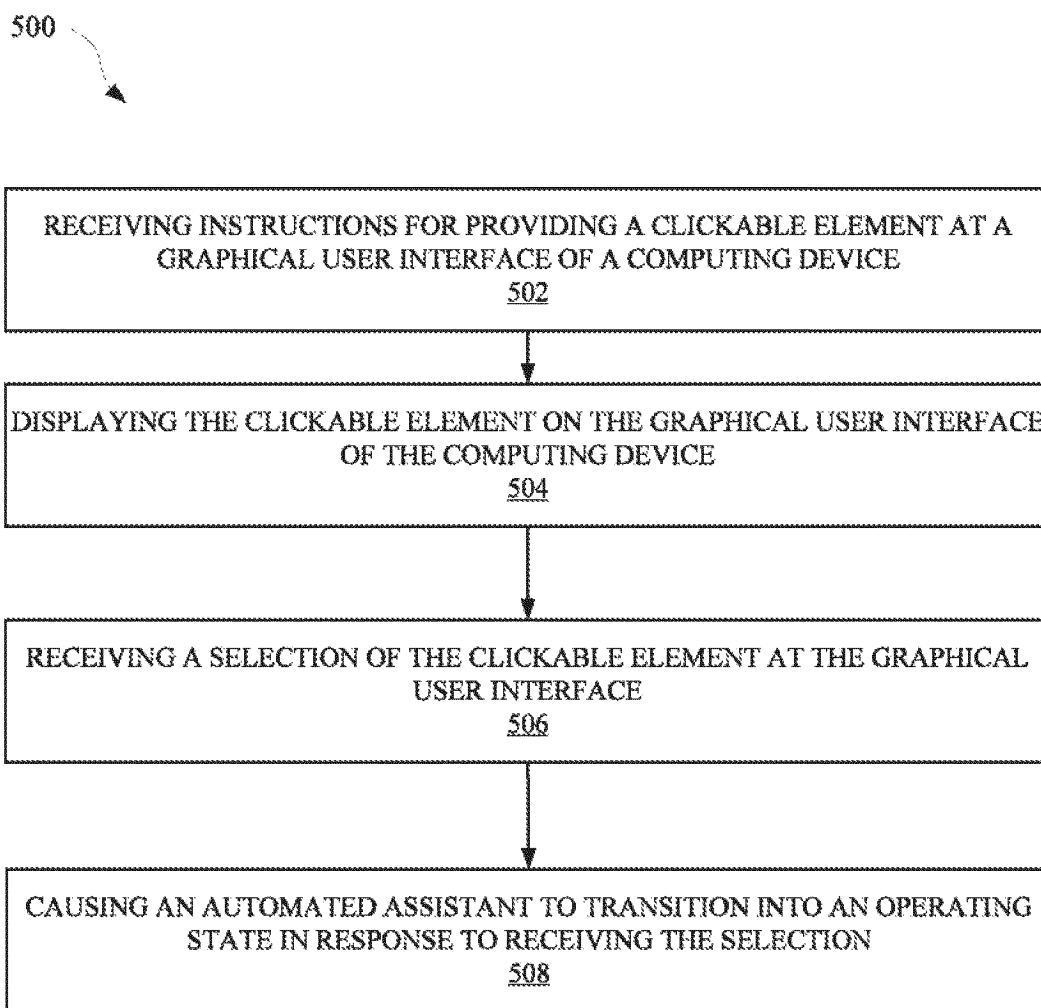 500
RECEIVING INSTRUCTIONS FOR PROVIDING A CLICKABLE ELEMENT AT A
GRAPHICAL USER INTERFACE OF A COMPUTING DEVICE
502
DISPLAYING THE CLICKABLE ELEMENT ON THE GRAPHICAL USER INTERFACE
OF THE COMPUTING DEVICE
504
RECEIVING A SELECTION OF THE CLICKABLE ELEMENT AT THE GRAPHICAL
USER INTERFACE
506
CAUSING AN AUTOMATED ASSISTANT TO TRANSITION INTO AN OPERATING
STATE IN RESPONSE TO RECEIVING THE SELECTION
508